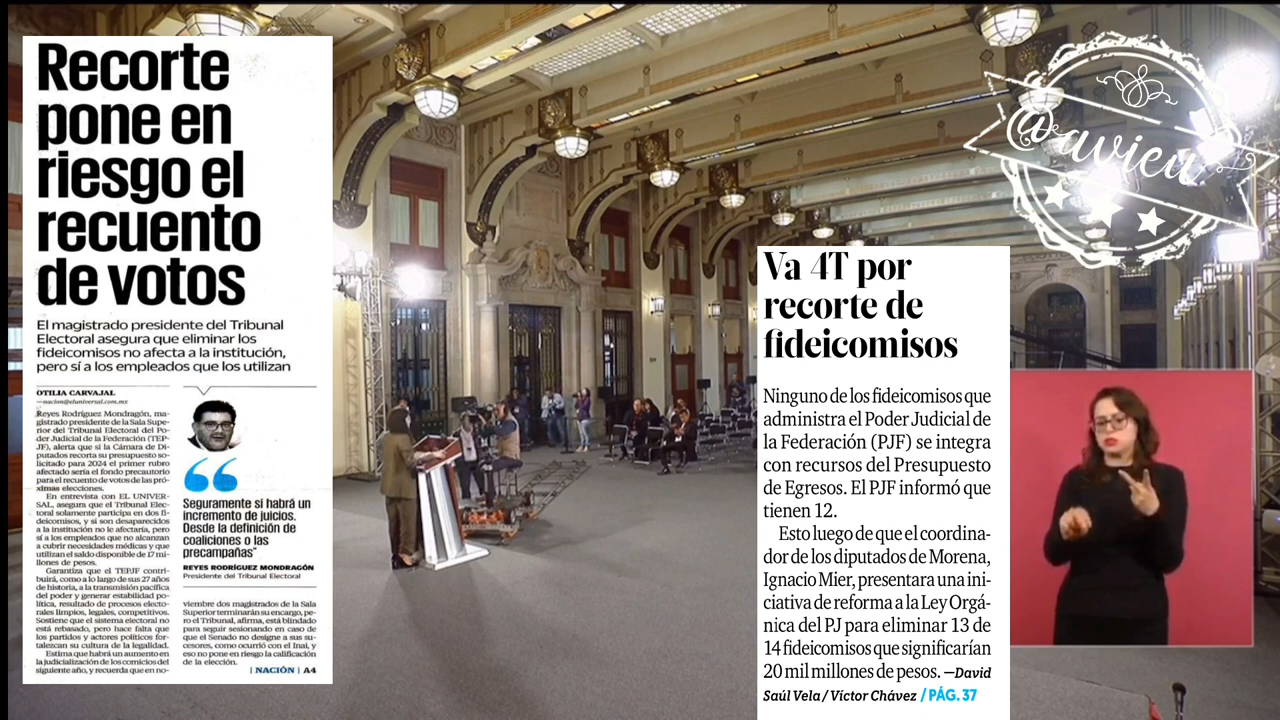 Recorte
pone en
riesgo el
recuento
de votos
El magistrado presidente del Tribunal
Electoral asegura que eliminar los
fideicomisos no afecta a la institución,
pero sí a los empleados que los utilizan
OTILIA CARVAJAL
—nacion@eluniversal.com.mx
Reyes Rodríguez Mondragón, ma-
gistrado presidente de la Sala Supe-
rior del Tribunal Electoral del Po-
der Judicial de la Federación (TEP-
JF), alerta que si la Cámara de Di-
putados recorta su presupuesto so-
licitado para 2024 el primer rubro
afectado sería el fondo precautorio
para el recuento de votos de las pró-
ximas elecciones.
En entrevista con EL UNIVER-
SAL, asegura que el Tribunal Elec-
toral solamente participa en dos fi-
deicomisos, y si son desaparecidos
a la institución no le afectaría, pero
sí a los empleados que no alcanzan
a cubrir necesidades médicas y que
utilizan el saldo disponible de 17 mi-
llones de pesos.
Garantiza que el TEPJF contri-
buirá, como a lo largo de sus 27 años
de historia, a la transmisión pacífica
del poder y generar estabilidad po-
lítica, resultado de procesos electo-
rales limpios, legales, competitivos.
Sostiene que el sistema electoral no
está rebasado, pero hace falta que
los partidos y actores políticos for-
talezcan su cultura de la legalidad.
Estima que habrá un aumento en
la judicialización de los comicios del
siguiente año, y recuerda que en no-
“
Seguramente sí habrá un
incremento de juicios.
Desde la definición de
coaliciones o las
precampañas”
REYES RODRÍGUEZ MONDRAGÓN
Presidente del Tribunal Electoral
viembre dos magistrados de la Sala
Superior terminarán su encargo, pe-
ro el Tribunal, afirma, está blindado
para seguir sesionando en caso de
que el Senado no designe a sus su-
cesores, como ocurrió con el Inai, y
eso no pone en riesgo la calificación
de la elección.
| NACIÓN | A4
Va 4T por
recorte de
fideicomisos
Ninguno de los fideicomisos que
administra el Poder Judicial de
la Federación (PJF) se integra
con recursos del Presupuesto
de Egresos. El PJF informó que
tienen 12.
Esto luego de que el coordina-
dor de los diputados de Morena,
Ignacio Mier, presentara una ini-
ciativa de reforma a la Ley Orgá-
nica del PJ para eliminar 13 de
14 fideicomisos que significarían
20 mil millones de pesos. —David
Saúl Vela / Víctor Chávez / PÁG. 37